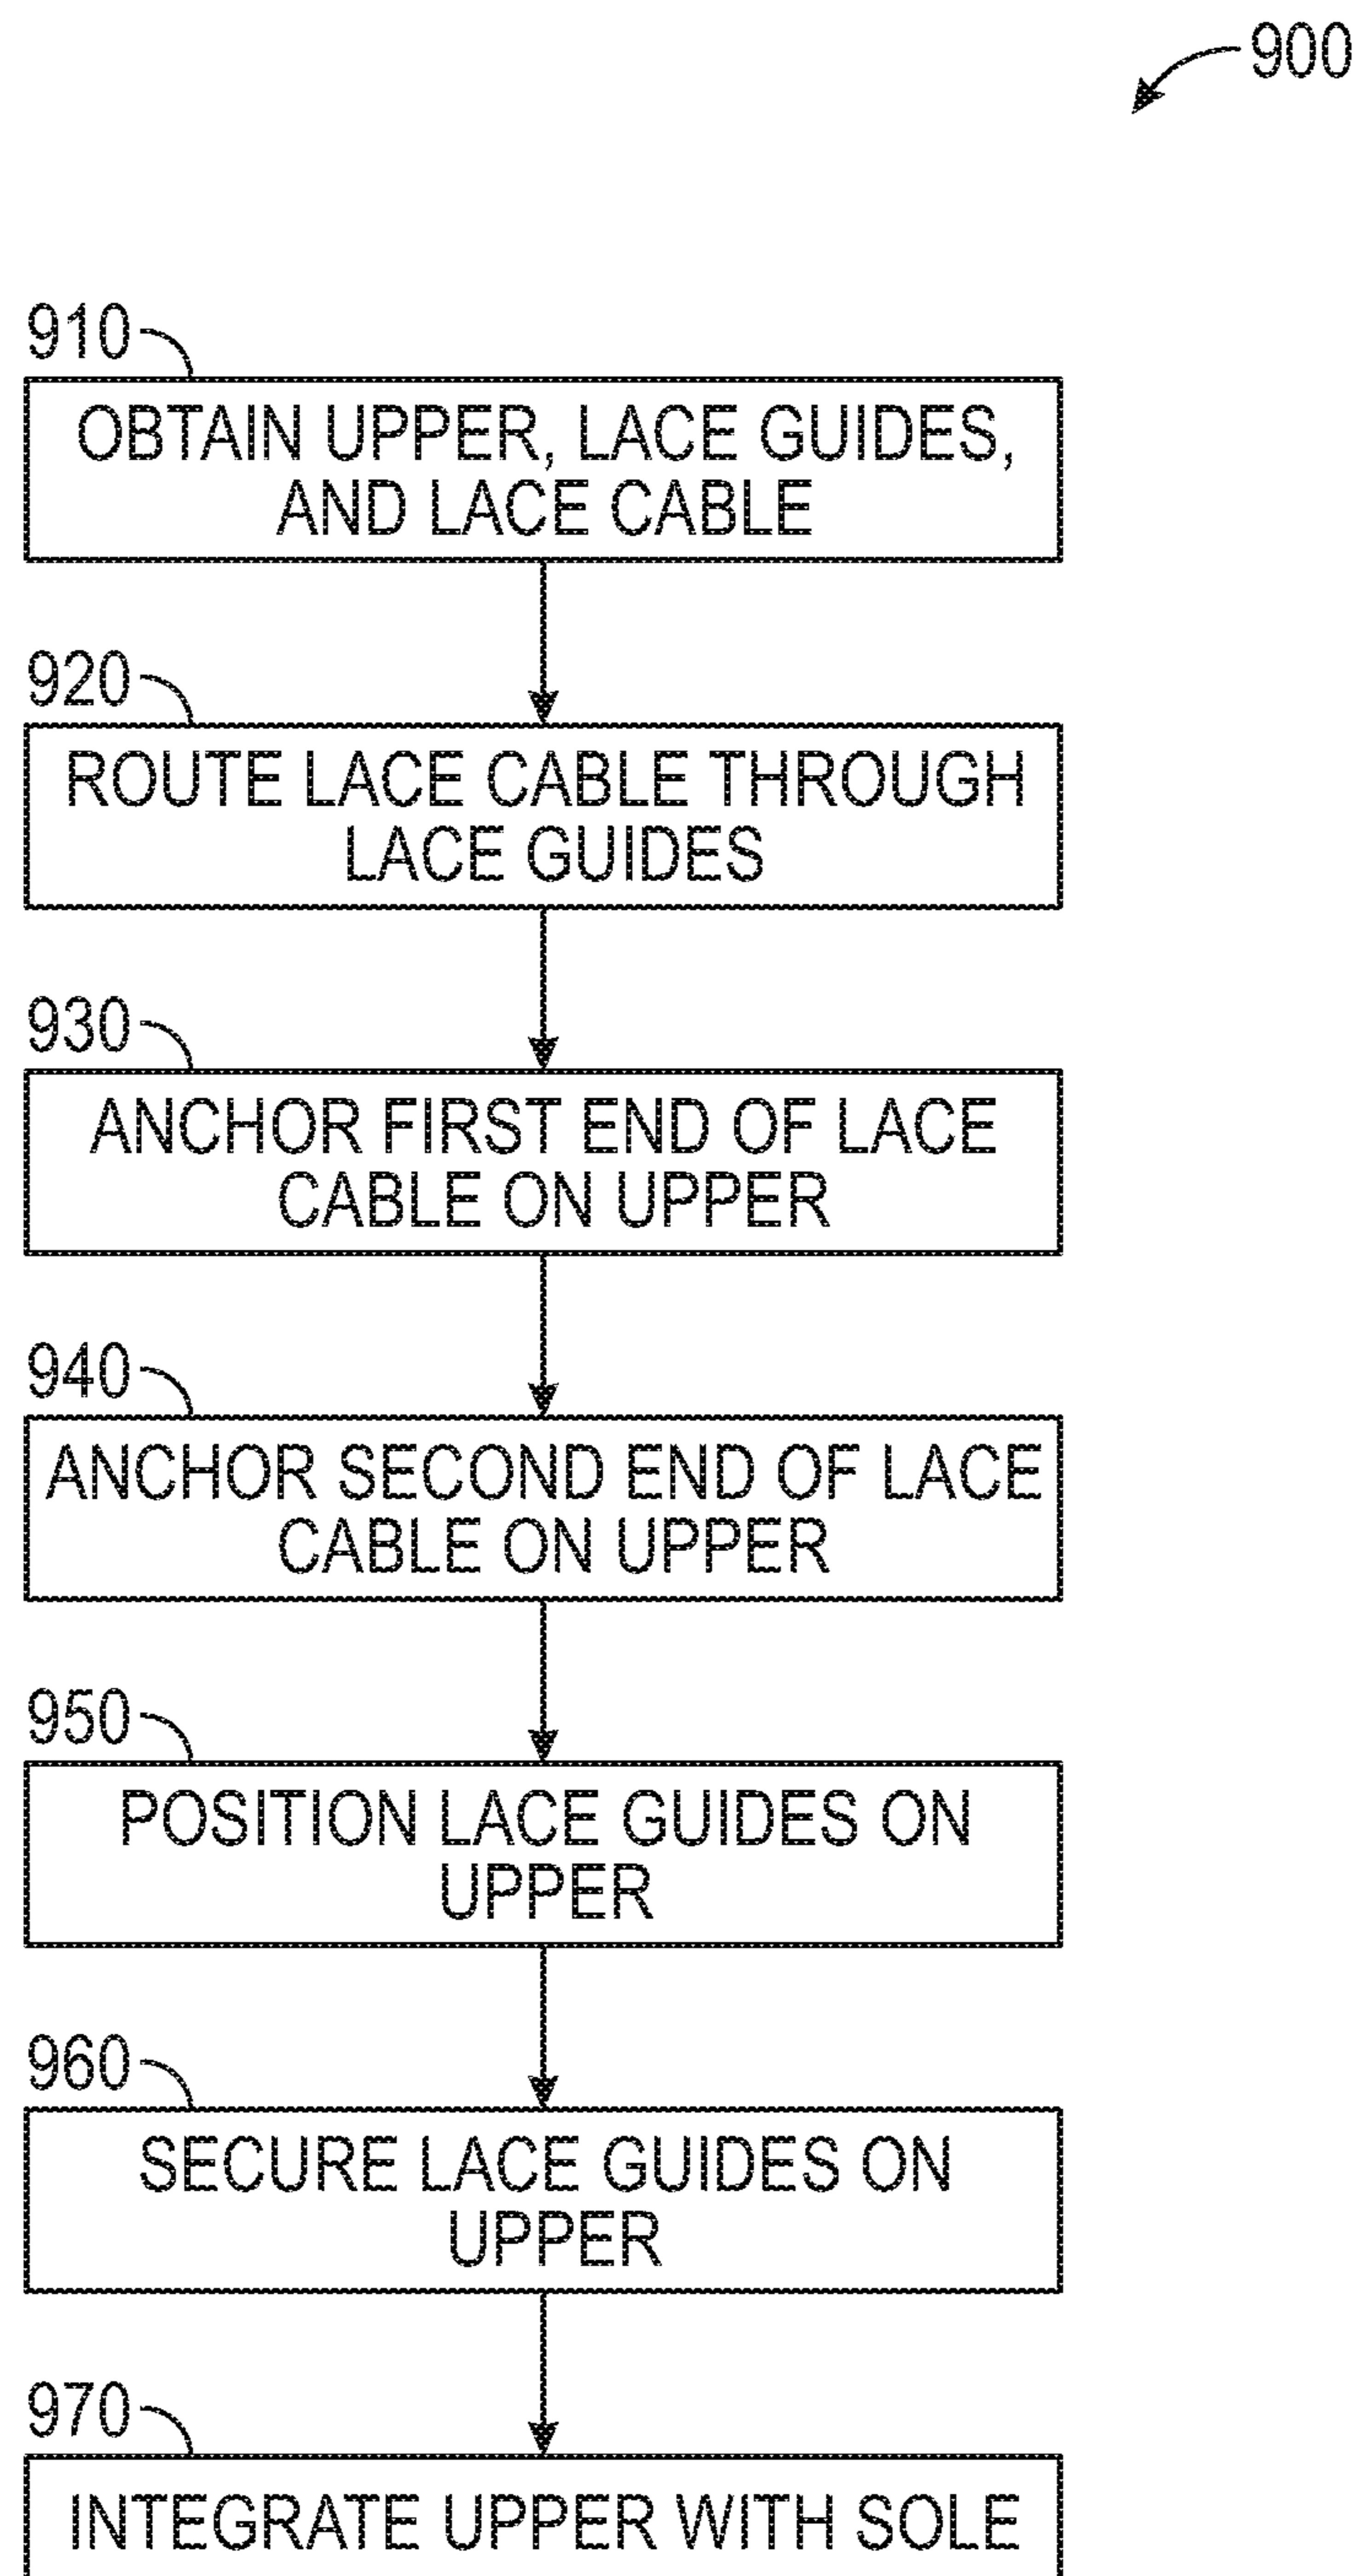 900
910
OBTAIN UPPER, LACE GUIDES,
AND LACE CABLE
920
ROUTE LACE CABLE THROUGH
LACE GUIDES
930
ANCHOR FIRST END OF LACE
CABLE ON UPPER
940
ANCHOR SECOND END OF LACE
CABLE ON UPPER
950
POSITION LACE GUIDES ON
UPPER
960
SECURE LACE GUIDES ON
UPPER
970
INTEGRATE UPPER WITH SOLE